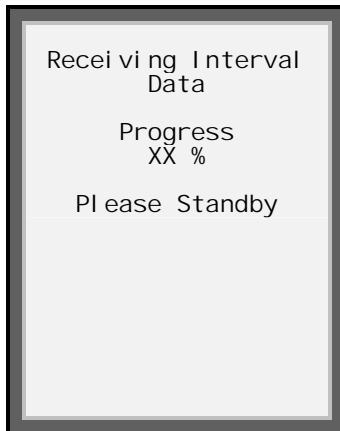 Receiving Interval
Data
Progress
XX %
Please Standby